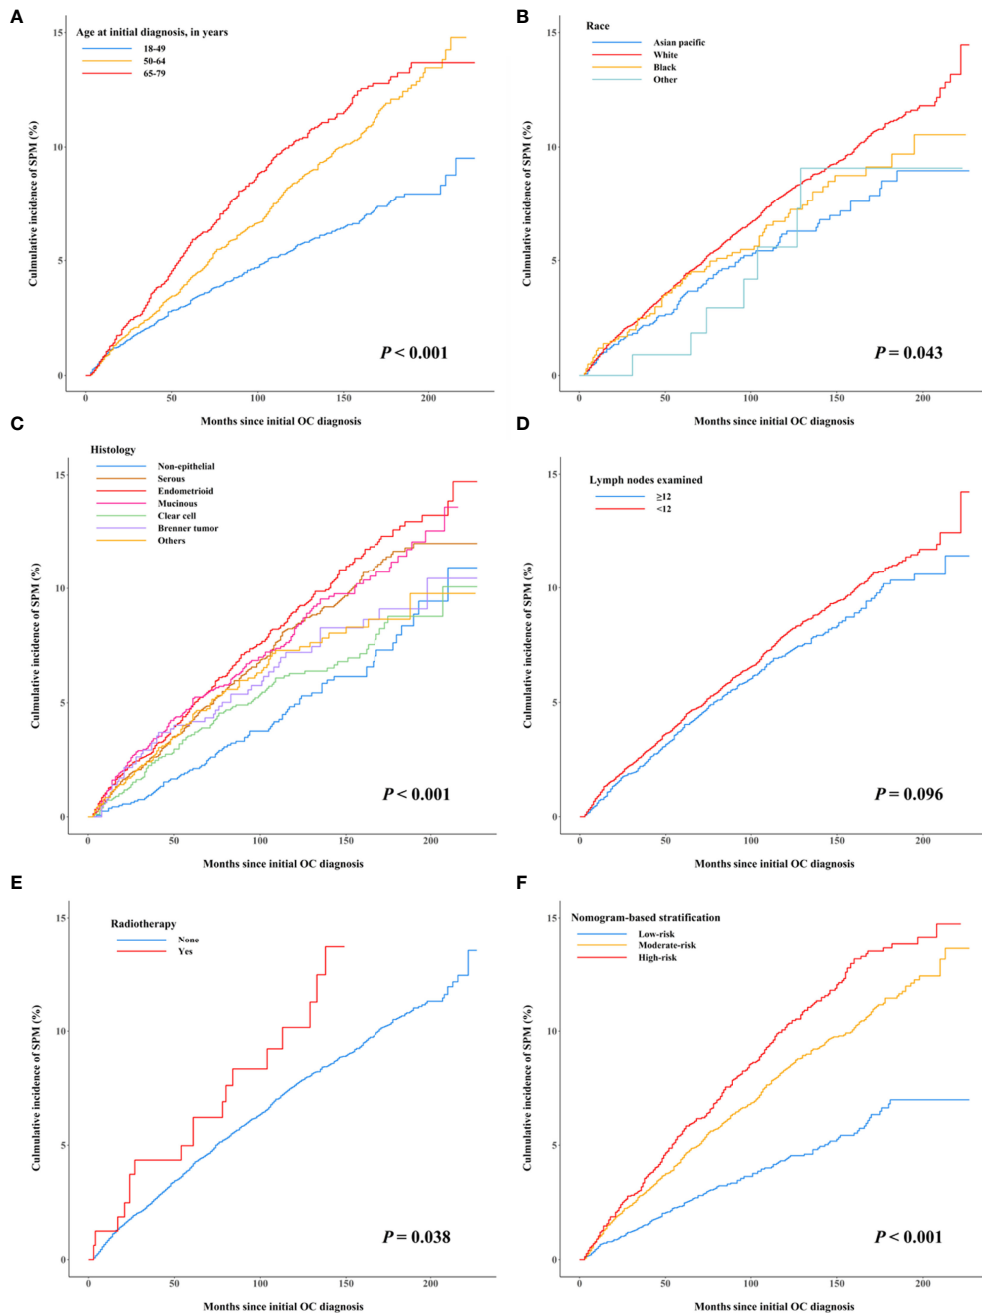 A
Age at initial diagnosis, in years
18-49
50-64
65-79
Culmulative incidence of SPM (%)
15
10
5
0
P < 0.001
0 50 100 150 200
Months since initial OC diagnosis
B
Race
Asian pacific
White
Black
Other
Culmulative incidence of SPM (%)
15
10
5
0
P = 0.043
0 50 100 150 200
Months since initial OC diagnosis
C
Histology
Non-epithelial
Serous
Endometrioid
Mucinous
Clear cell
Brenner tumor
Others
Culmulative incidence of SPM (%)
15
10
5
0
P < 0.001
0 50 100 150 200
Months since initial OC diagnosis
D
Lymph nodes examined
≥12
<12
Culmulative incidence of SPM (%)
15
10
5
0
P = 0.096
0 50 100 150 200
Months since initial OC diagnosis
E
Radiotherapy
None
Yes
Culmulative incidence of SPM (%)
15
10
5
0
P = 0.038
0 50 100 150 200
Months since initial OC diagnosis
F
Nomogram-based stratification
Low-risk
Moderate-risk
High-risk
Culmulative incidence of SPM (%)
15
10
5
0
P < 0.001
0 50 100 150 200
Months since initial OC diagnosis